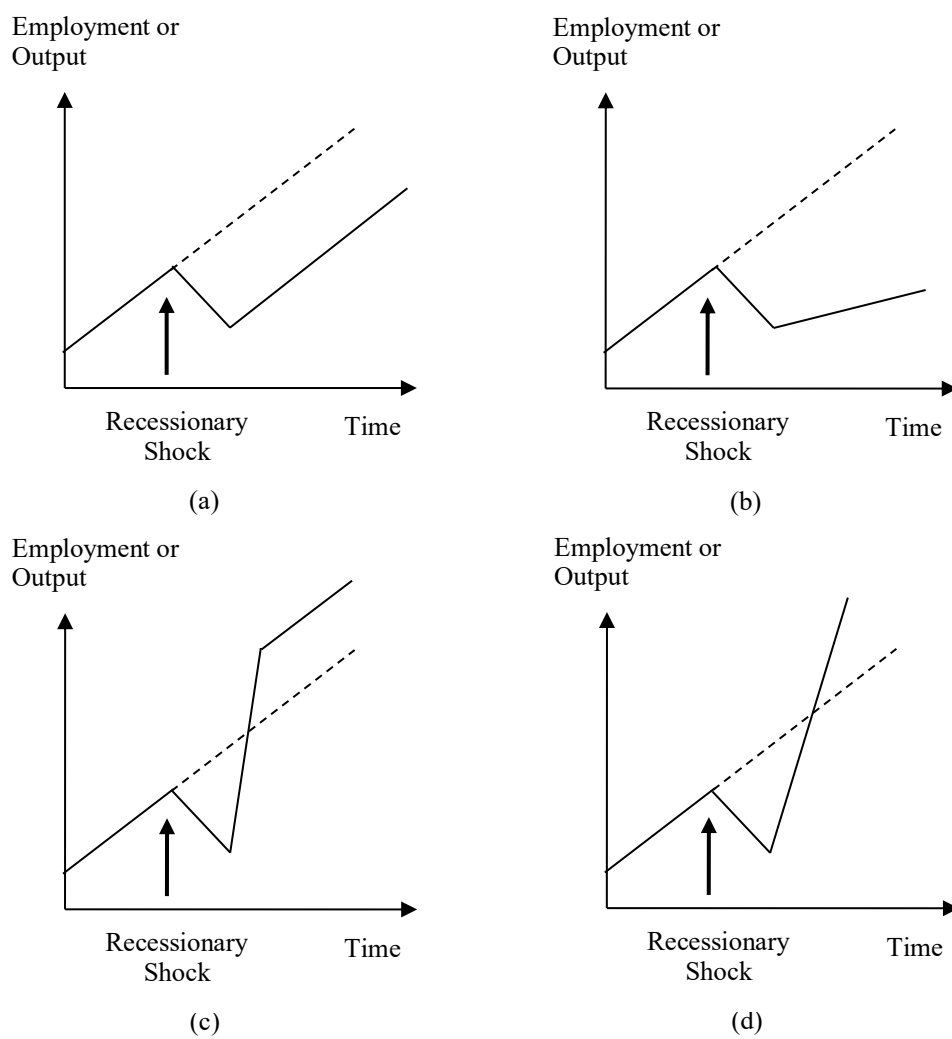 Employment or
Output
Recessionary
Shock
Time
(a)
Employment or
Output
Recessionary
Shock
Time
(b)
Employment or
Output
Recessionary
Shock
Time
(c)
Employment or
Output
Recessionary
Shock
Time
(d)